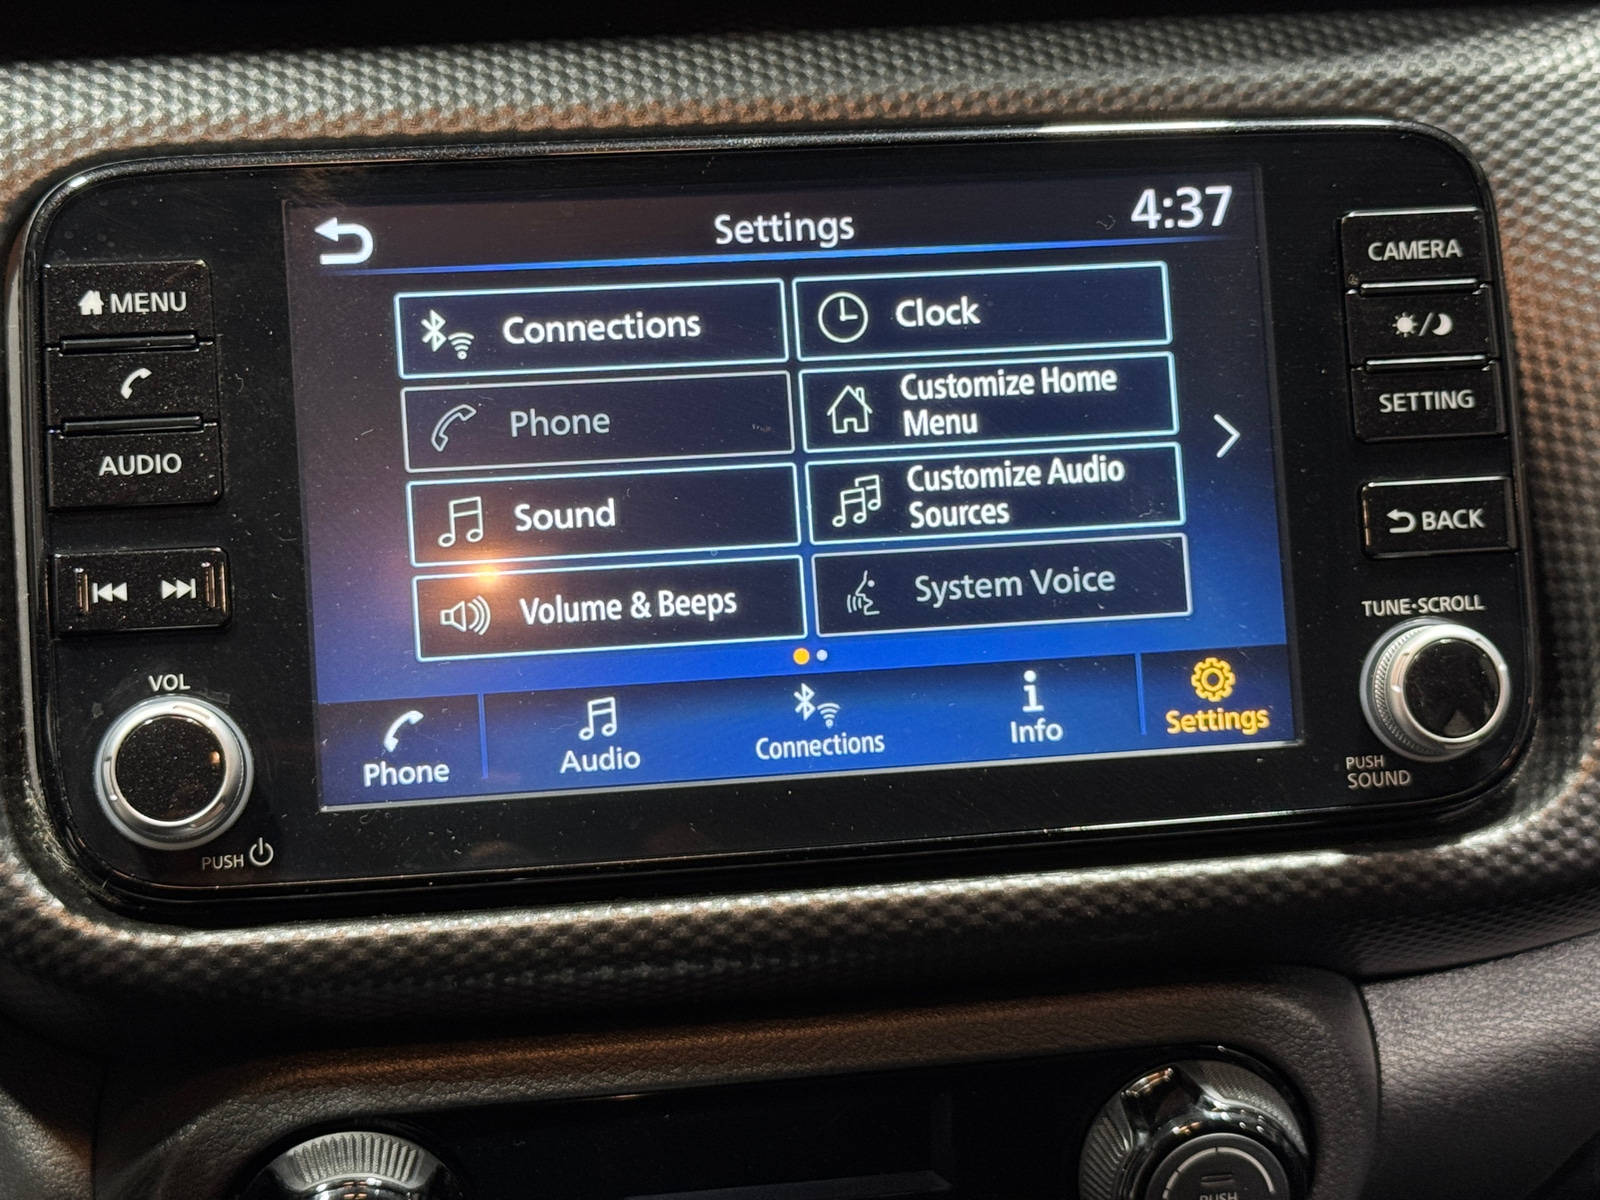 Settings
4:37
MENU
AUDIO
VOL
PUSH
Connections
Clock
Phone
Customize Home
Menu
Sound
Customize Audio
Sources
Volume & Beeps
System Voice
Phone
Audio
Connections
Info
Settings
CAMERA
SETTING
BACK
TUNE·SCROLL
PUSH
SOUND
PUSH